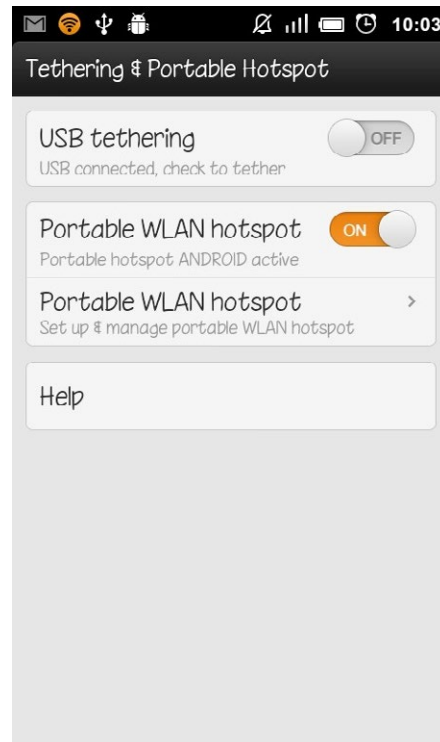 10:03
Tethering & Portable Hotspot
USB tethering
OFF
USB connected, check to tether
Portable WLAN hotspot
ON
Portable hotspot ANDROID active
Portable WLAN hotspot
Set up & manage portable WLAN hotspot
Help